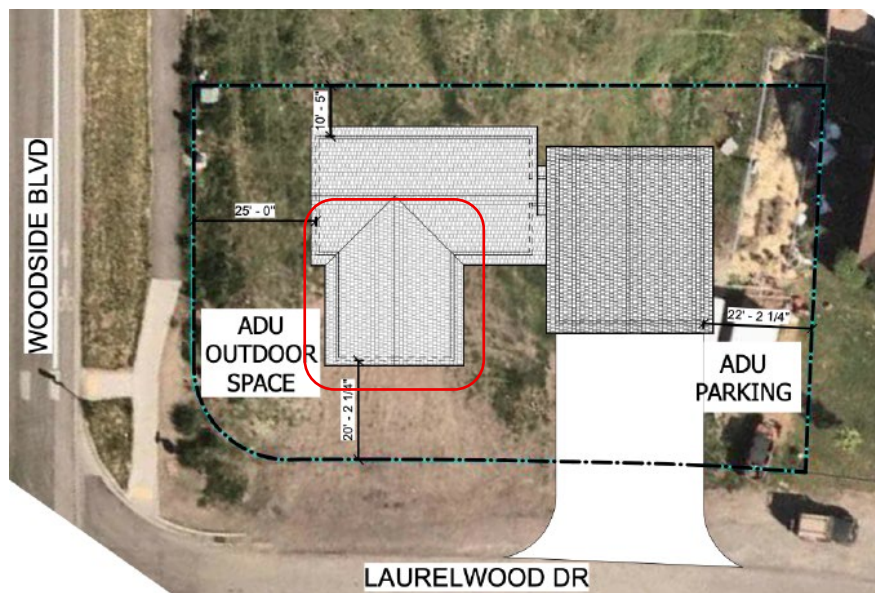 WOODSIDE BLVD
10' - 5"
25' - 0"
ADU
OUTDOOR
SPACE
20' - 2 1/4"
22' - 2 1/4"
ADU
PARKING
LAURELWOOD DR